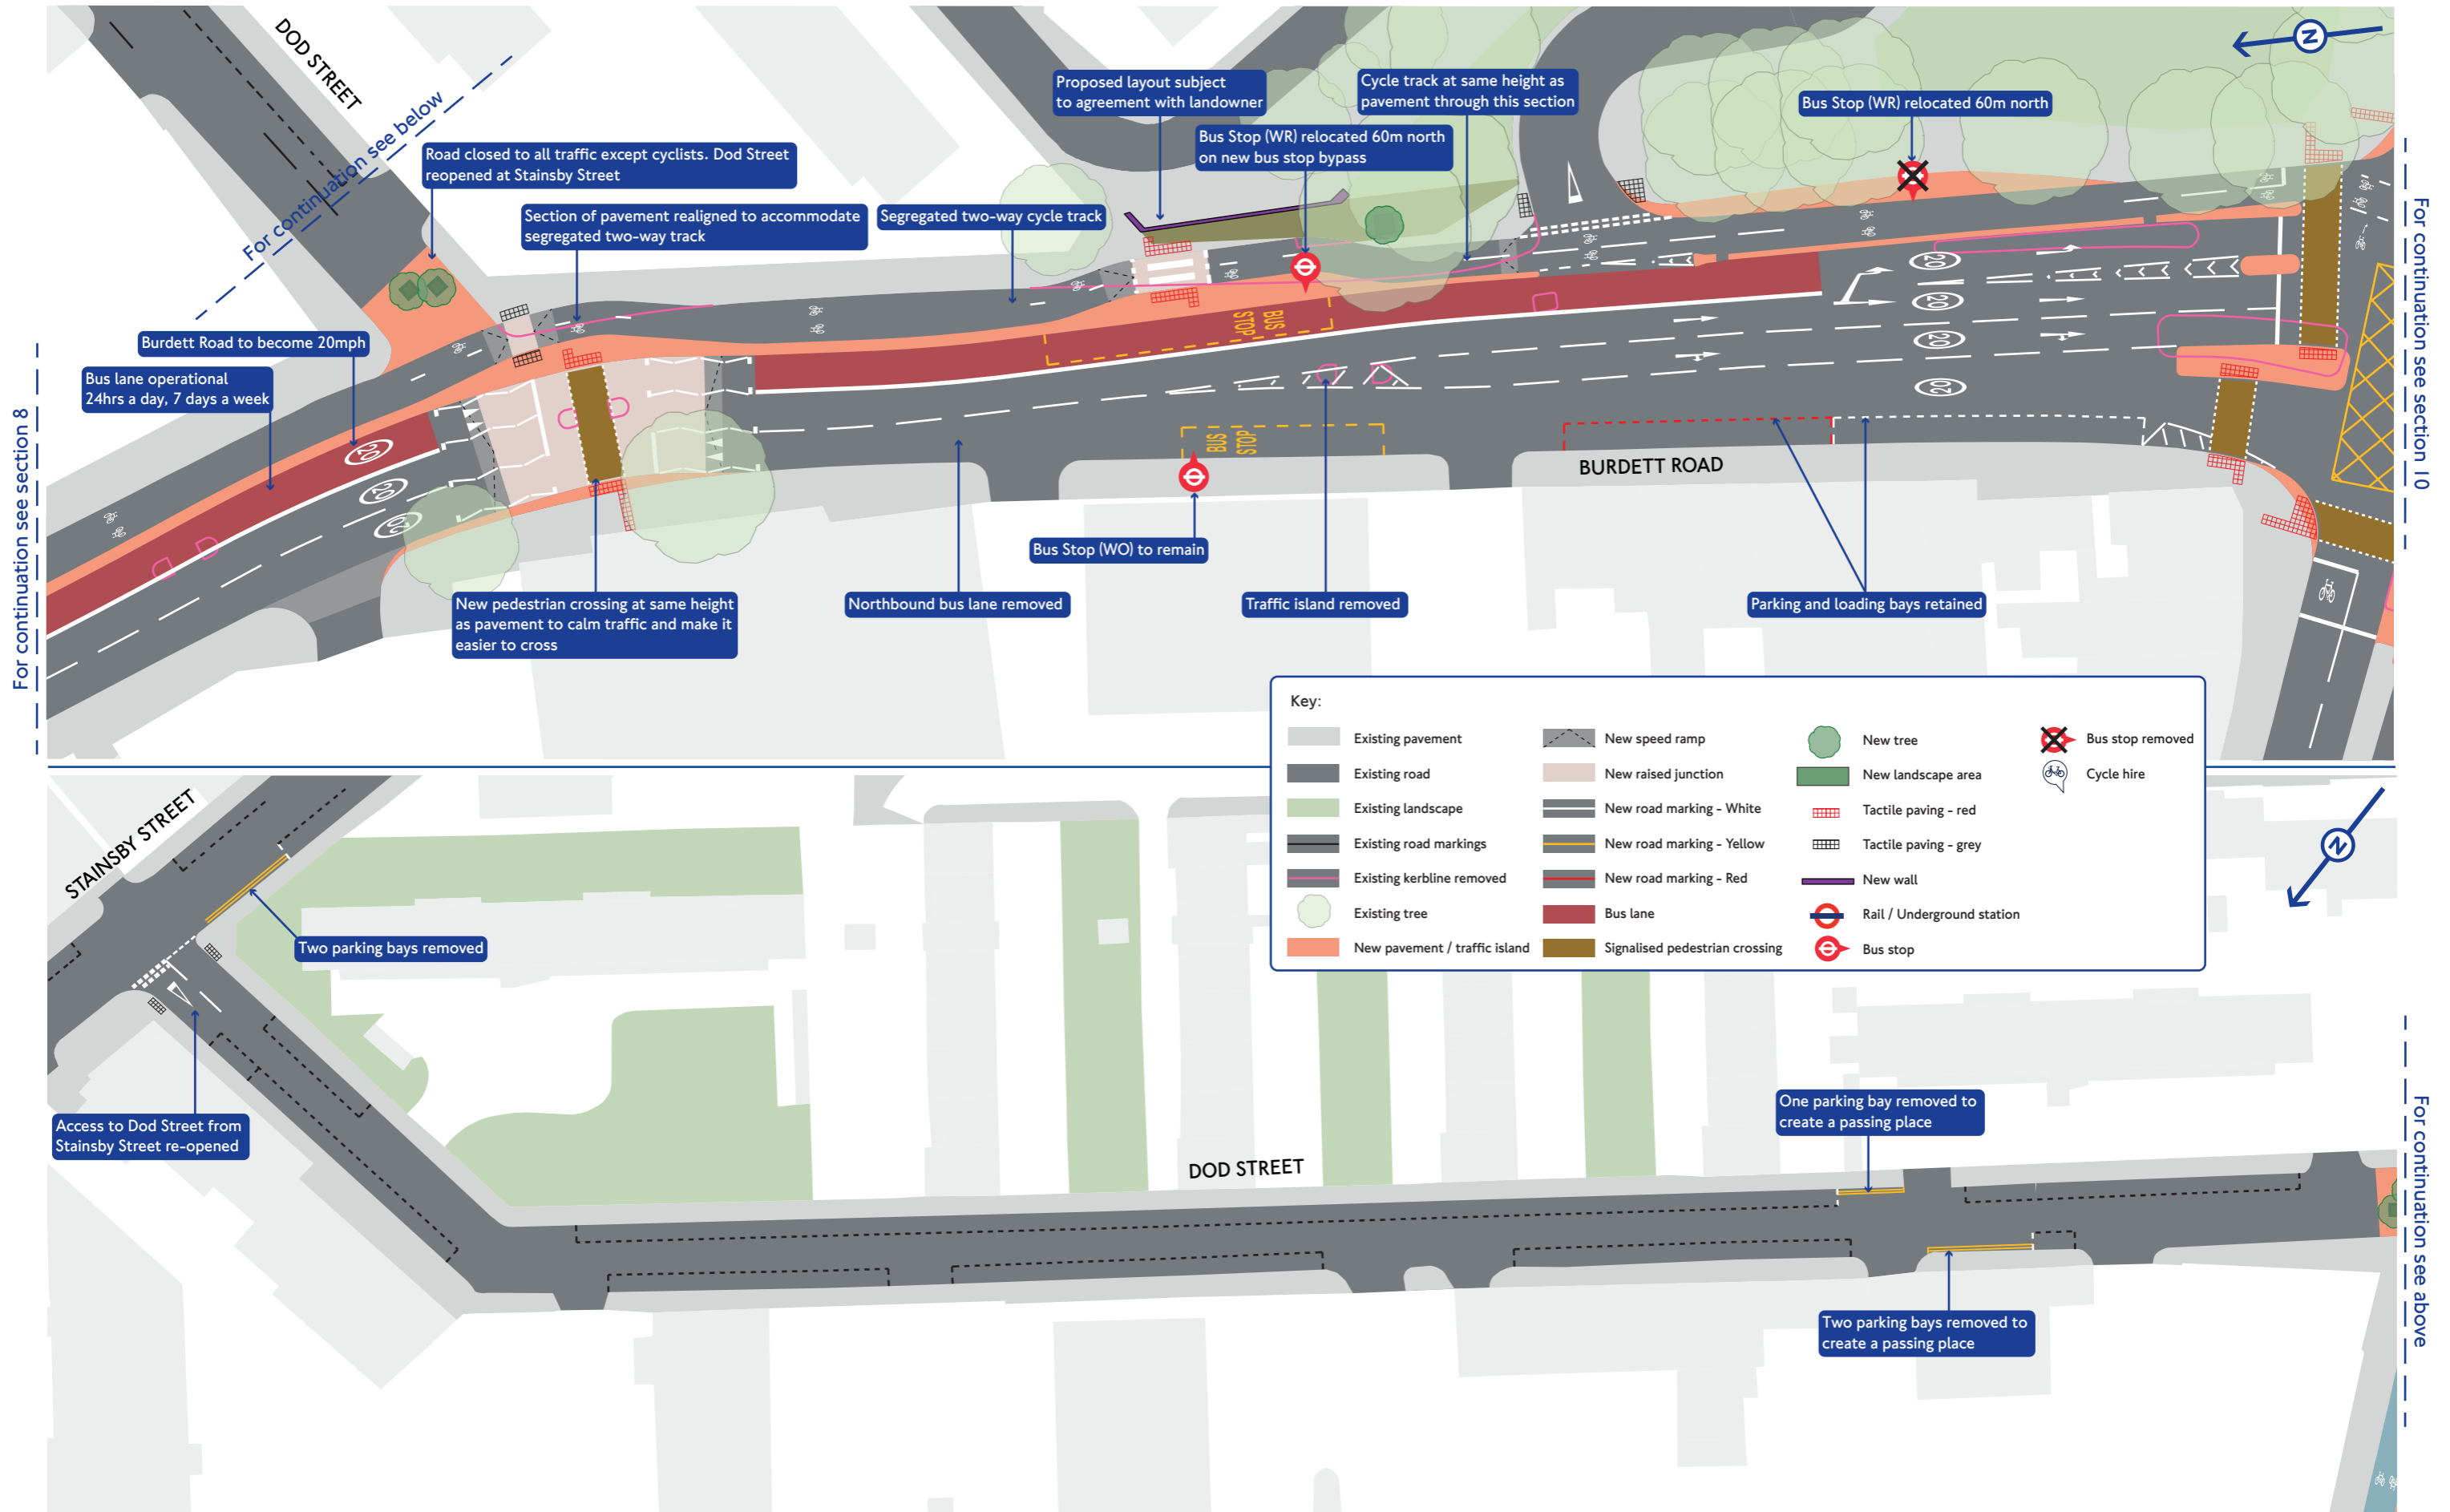 DOD STREET
For continuation see below
Road closed to all traffic except cyclists. Dod Street
reopened at Stainsby Street
Section of pavement realigned to accommodate
segregated two-way track
Segregated two-way cycle track
Proposed layout subject
to agreement with landowner
Bus Stop (WR) relocated 60m north
on new bus stop bypass
Cycle track at same height as
pavement through this section
Bus Stop (WR) relocated 60m north
N
Burdett Road to become 20mph
Bus lane operational
24hrs a day, 7 days a week
For continuation see section 8
For continuation see section 10
20
20
20
20
20
20
20
BUS
STOP
BUS
STOP
BURDETT ROAD
Bus Stop (WO) to remain
New pedestrian crossing at same height
as pavement to calm traffic and make it
easier to cross
Northbound bus lane removed
Traffic island removed
Parking and loading bays retained
Key:
Existing pavement
Existing road
Existing landscape
Existing road markings
Existing kerbline removed
Existing tree
New pavement / traffic island
New speed ramp
New raised junction
New road marking - White
New road marking - Yellow
New road marking - Red
Bus lane
Signalised pedestrian crossing
New tree
New landscape area
Tactile paving - red
Tactile paving - grey
New wall
Rail / Underground station
Bus stop
Bus stop removed
Cycle hire
STAINSBY STREET
N
Two parking bays removed
Access to Dod Street from
Stainsby Street re-opened
DOD STREET
One parking bay removed to
create a passing place
Two parking bays removed to
create a passing place
For continuation see above